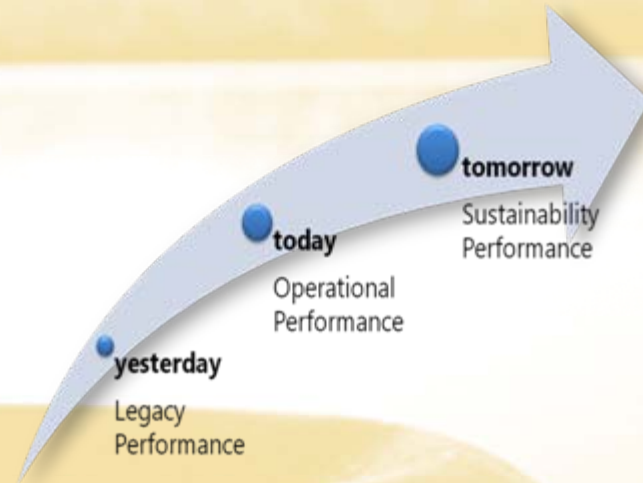 tomorrow
Sustainability
Performance
today
Operational
Performance
yesterday
Legacy
Performance